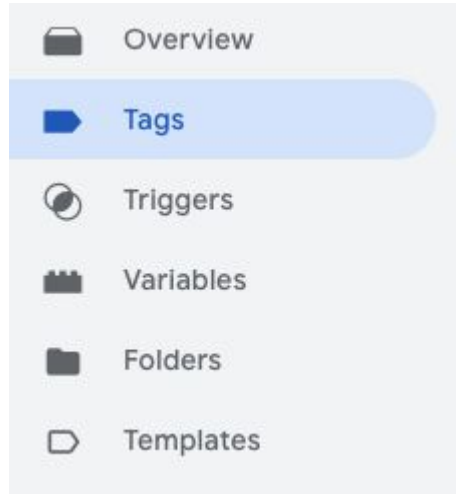 Overview
Tags
Triggers
Variables
Folders
Templates